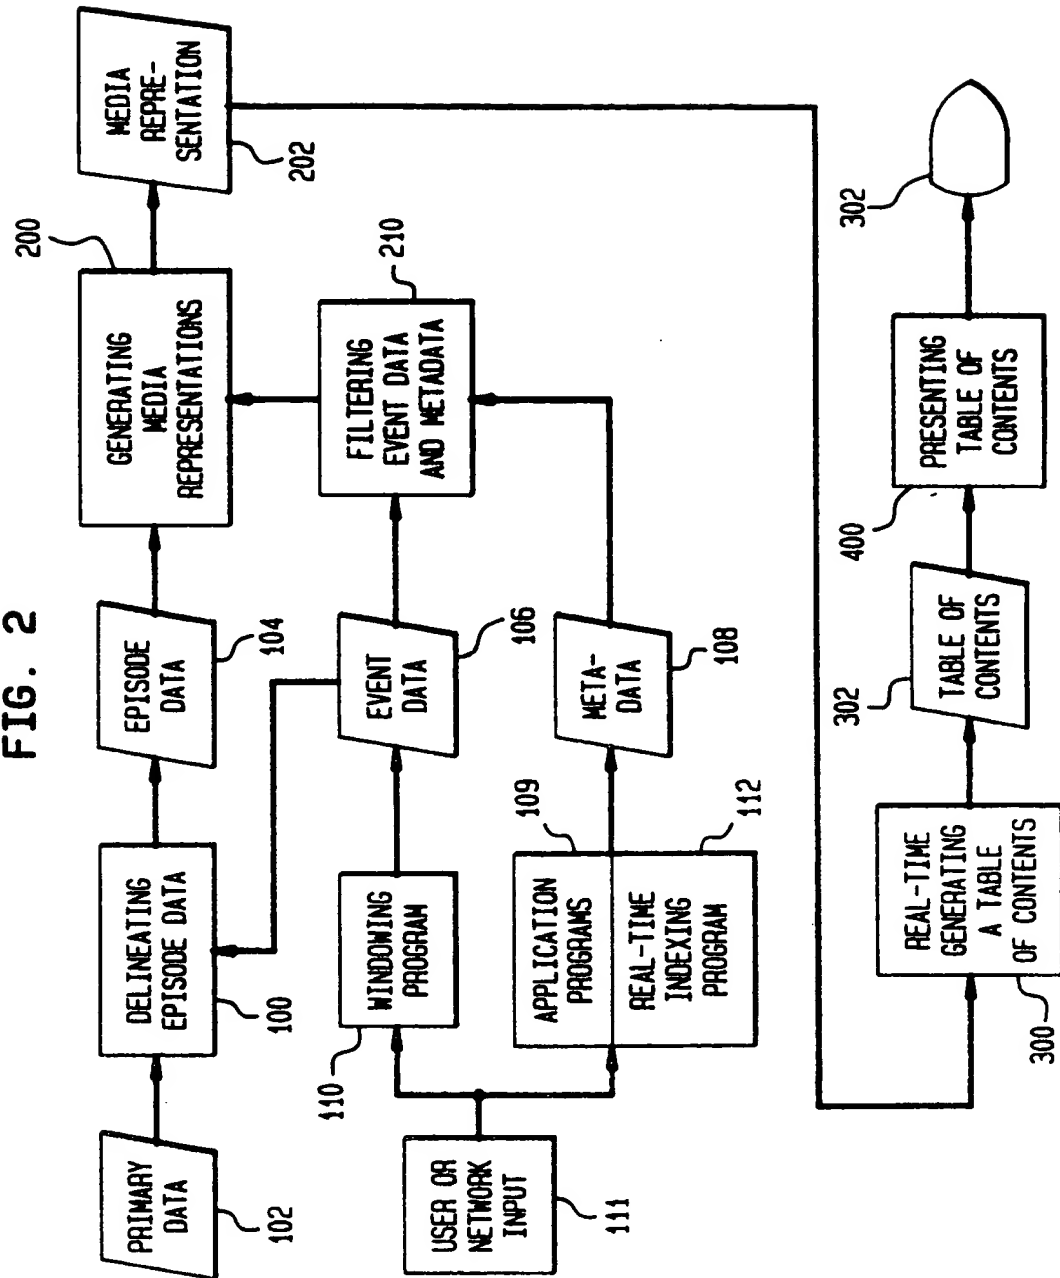 FIG. 2
PRIMARY
DATA
102
DELINEATING
EPISODE DATA
100
EPISODE
DATA
104
GENERATING
MEDIA
REPRESENTATIONS
200
MEDIA
REPRE-
SENTATION
202
USER OR
NETWORK
INPUT
111
WINDOWING
PROGRAM
110
EVENT
DATA
106
FILTERING
EVENT DATA
AND METADATA
210
APPLICATION
PROGRAMS
109
REAL-TIME
INDEXING
PROGRAM
112
META-
DATA
108
REAL-TIME
GENERATING
A TABLE
OF CONTENTS
300
TABLE OF
CONTENTS
302
PRESENTING
TABLE OF
CONTENTS
400
302